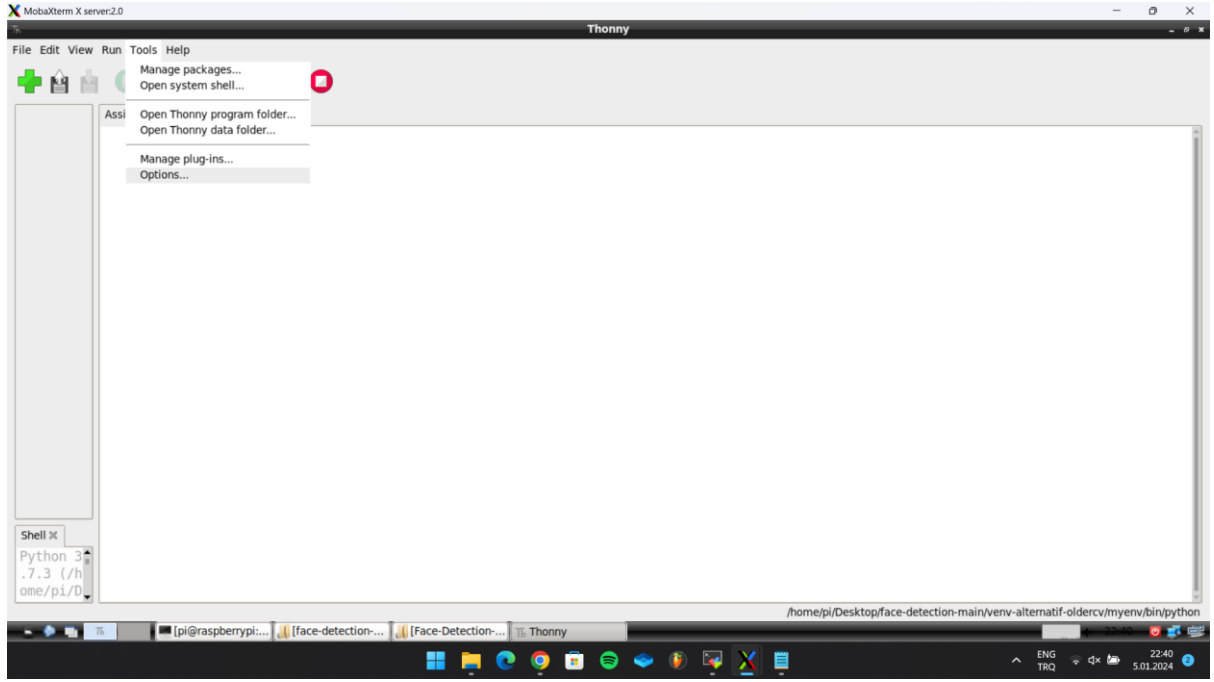 MobaXterm X server:2.0
Thonny
File Edit View Run Tools Help
Manage packages...
Open system shell...
Assi
Open Thonny program folder...
Open Thonny data folder...
Manage plug-ins...
Options...
Shell
Python 3
.7.3 (/h
ome/pi/D
/home/pi/Desktop/face-detection-main/venv-alternatif-oldercv/myenv/bin/python
[pi@raspberrypi:... [face-detection-... [Face-Detection-... Thonny 22:40
ENG
TRQ
22:40
5.01.2024
2